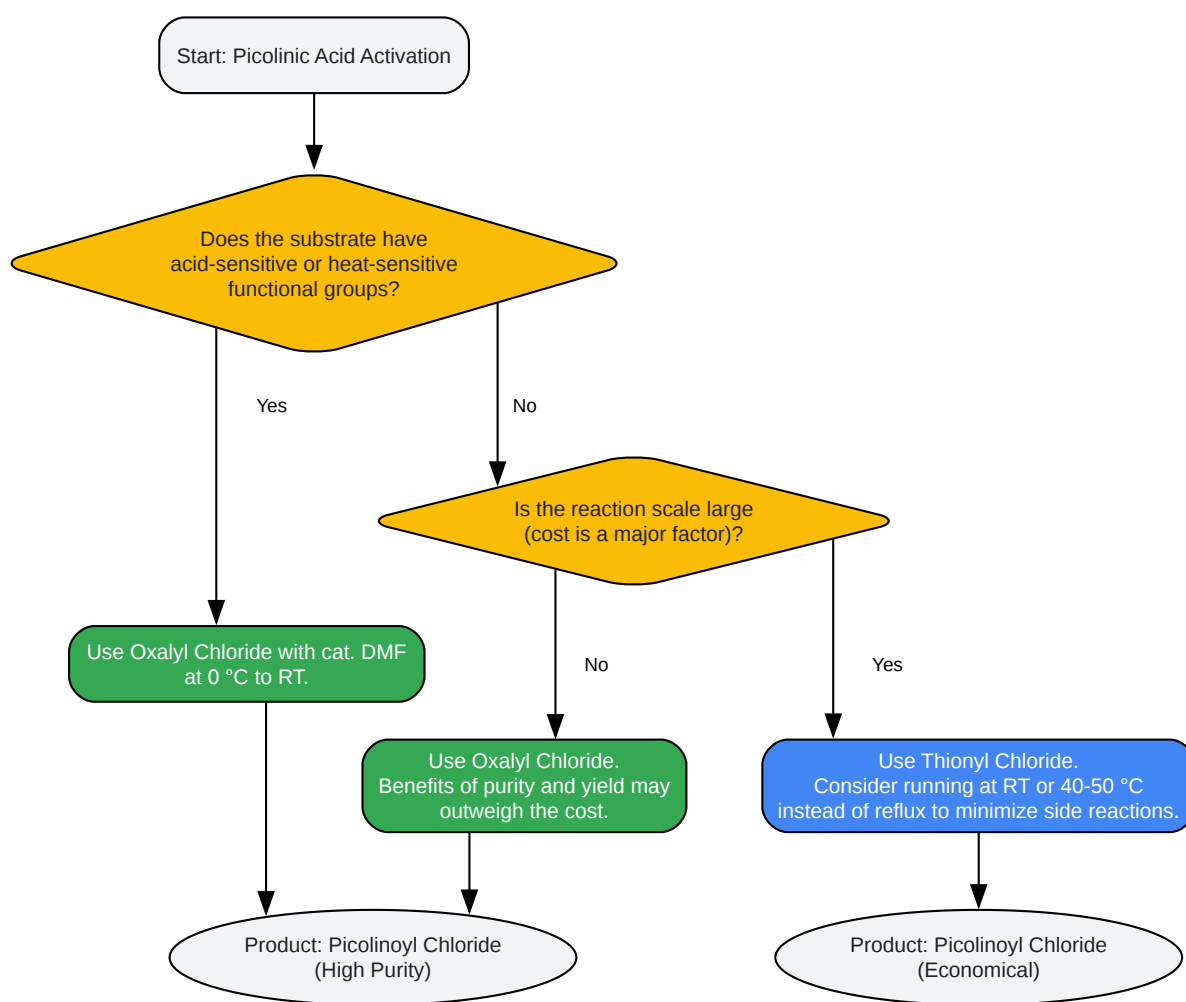 Start: Picolinic Acid Activation
Does the substrate have
acid-sensitive or heat-sensitive
functional groups?
Yes
No
Is the reaction scale large
(cost is a major factor)?
Use Oxalyl Chloride with cat. DMF
at 0 °C to RT.
No
Yes
Use Oxalyl Chloride.
Benefits of purity and yield may
outweigh the cost.
Use Thionyl Chloride.
Consider running at RT or 40-50 °C
instead of reflux to minimize side reactions.
Product: Picolinoyl Chloride
(High Purity)
Product: Picolinoyl Chloride
(Economical)